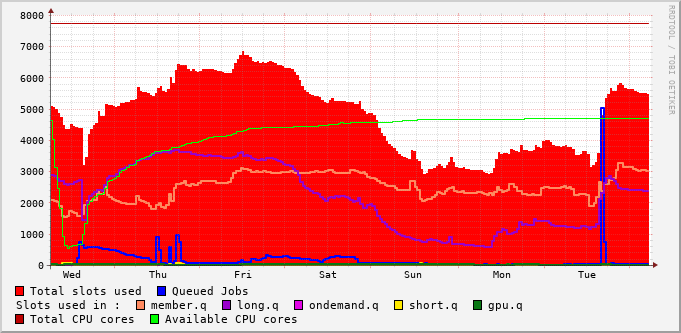 8000
7000
6000
5000
4000
3000
2000
1000
0
Wed Thu Fri Sat Sun Mon Tue
RRDTOOL / TOBI OETIKER
Total slots used Queued Jobs
Slots used in : member.q long.q ondemand.q short.q gpu.q
Total CPU cores Available CPU cores